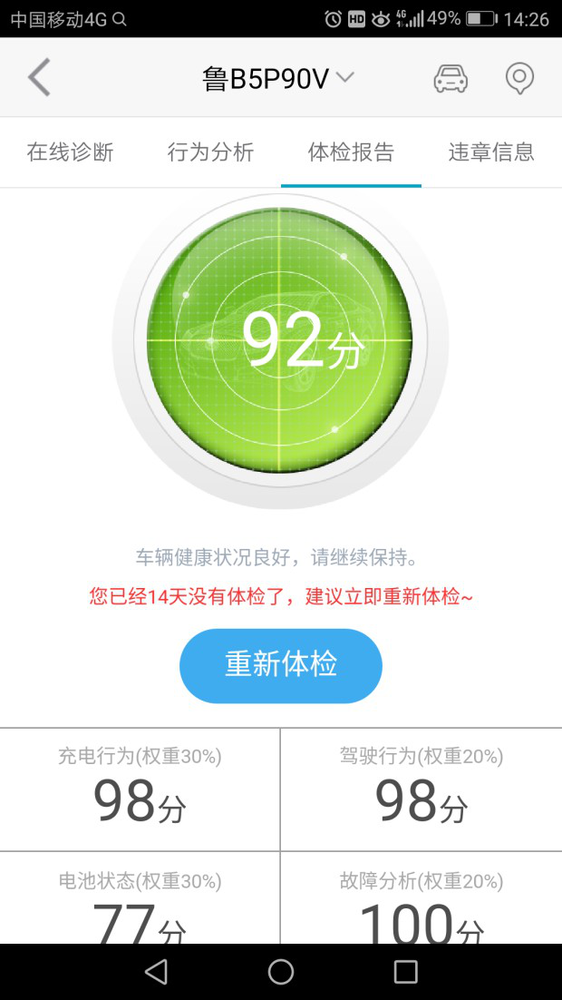 中国移动4G HD 4G 49% 14:26
鲁B5P90V
在线诊断 行为分析 体检报告 违章信息
92分
车辆健康状况良好，请继续保持。
您已经14天没有体检了，建议立即重新体检~
重新体检
充电行为(权重30%) 驾驶行为(权重20%)
98分 98分
电池状态(权重30%) 故障分析(权重20%)
77分 100分